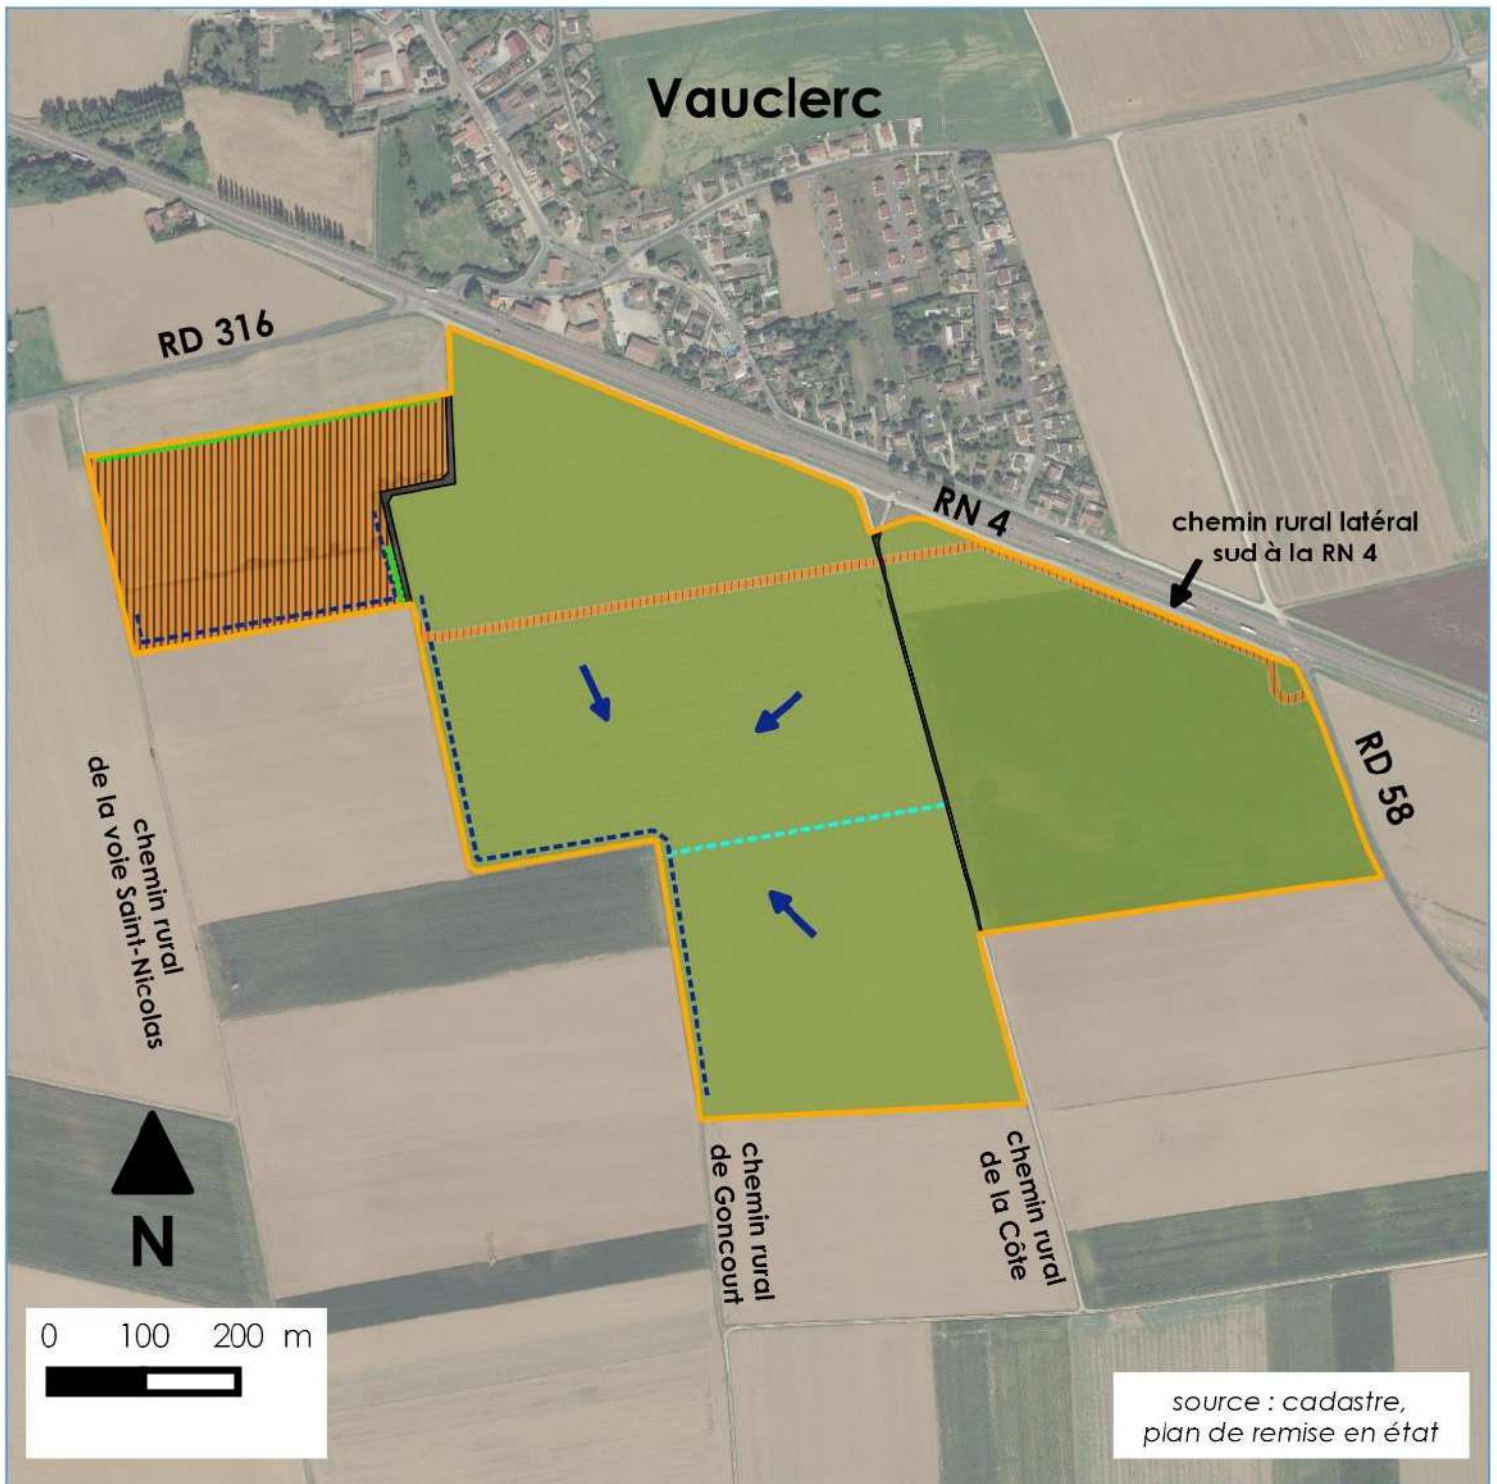 Vauclerc
RD 316
RN 4
chemin rural latéral
sud à la RN 4
RD 58
chemin rural
de la voie Saint-Nicolas
chemin rural
de Goncourt
chemin rural
de la Côte
N
0 100 200 m
source : cadastre,
plan de remise en état